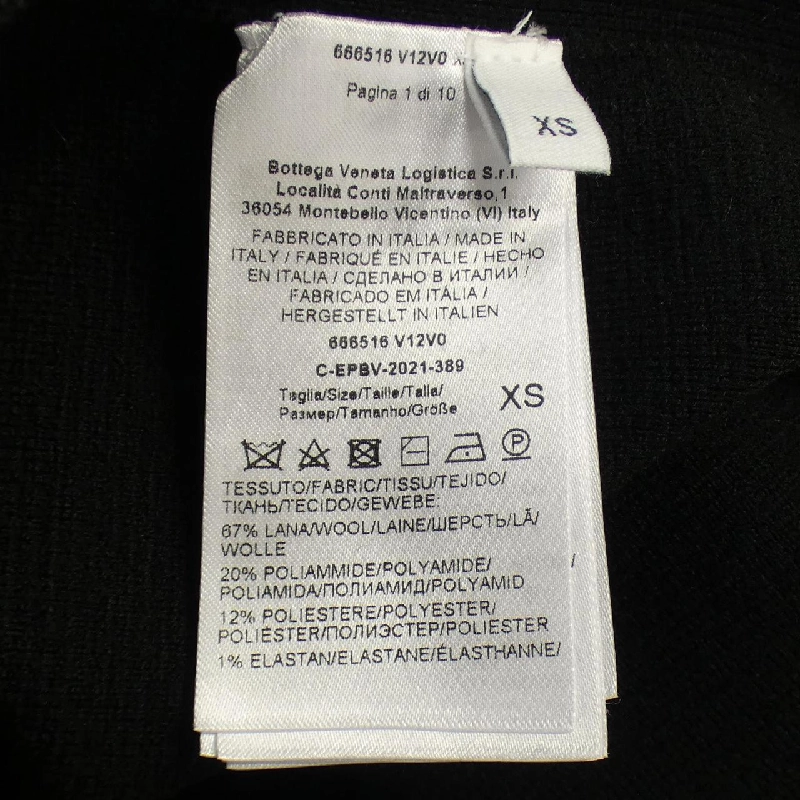 666516 V12V0
Pagina 1 di 10
XS
Bottega Veneta Logistica S.r.l.
Località Conti Maltraverso,1
36054 Montebello Vicentino (VI) Italy
FABBRICATO IN ITALIA / MADE IN
ITALY / FABRIQUÉ EN ITALIE / HECHO
EN ITALIA / СДЕЛАНО В ИТАЛИИ /
FABRICADO EM ITÁLIA /
HERGESTELLT IN ITALIEN
666516 V12V0
C-EPBV-2021-389
Taglia/Size/Taille/Talla/
Размер/Tamanho/Größe
XS
TESSUTO/FABRIC/TISSU/TEJIDO/
ТКАНЬ/TECIDO/GEWEBE:
67% LANA/WOOL/LAINE/ШЕРСТЬ/LÃ/
WOLLE
20% POLIAMMIDE/POLYAMIDE/
POLIAMIDA/ПОЛИАМИД/POLYAMID
12% POLIESTERE/POLYESTER/
POLIÉSTER/ПОЛИЭСТЕР/POLIESTER
1% ELASTAN/ELASTANE/ÉLASTHANNE/